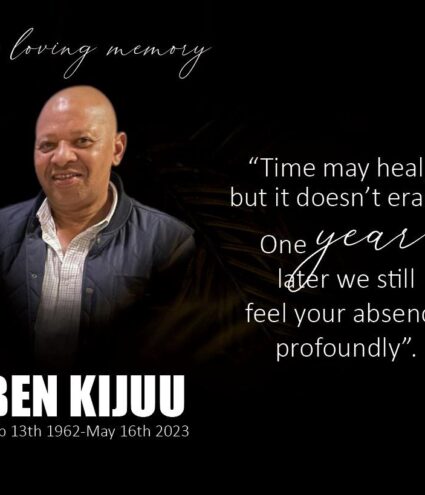 loving memory
“Time may heal
but it doesn’t era
One year
later we still
feel your absenc
profoundly”.
BEN KIJUU
b 13th 1962-May 16th 2023